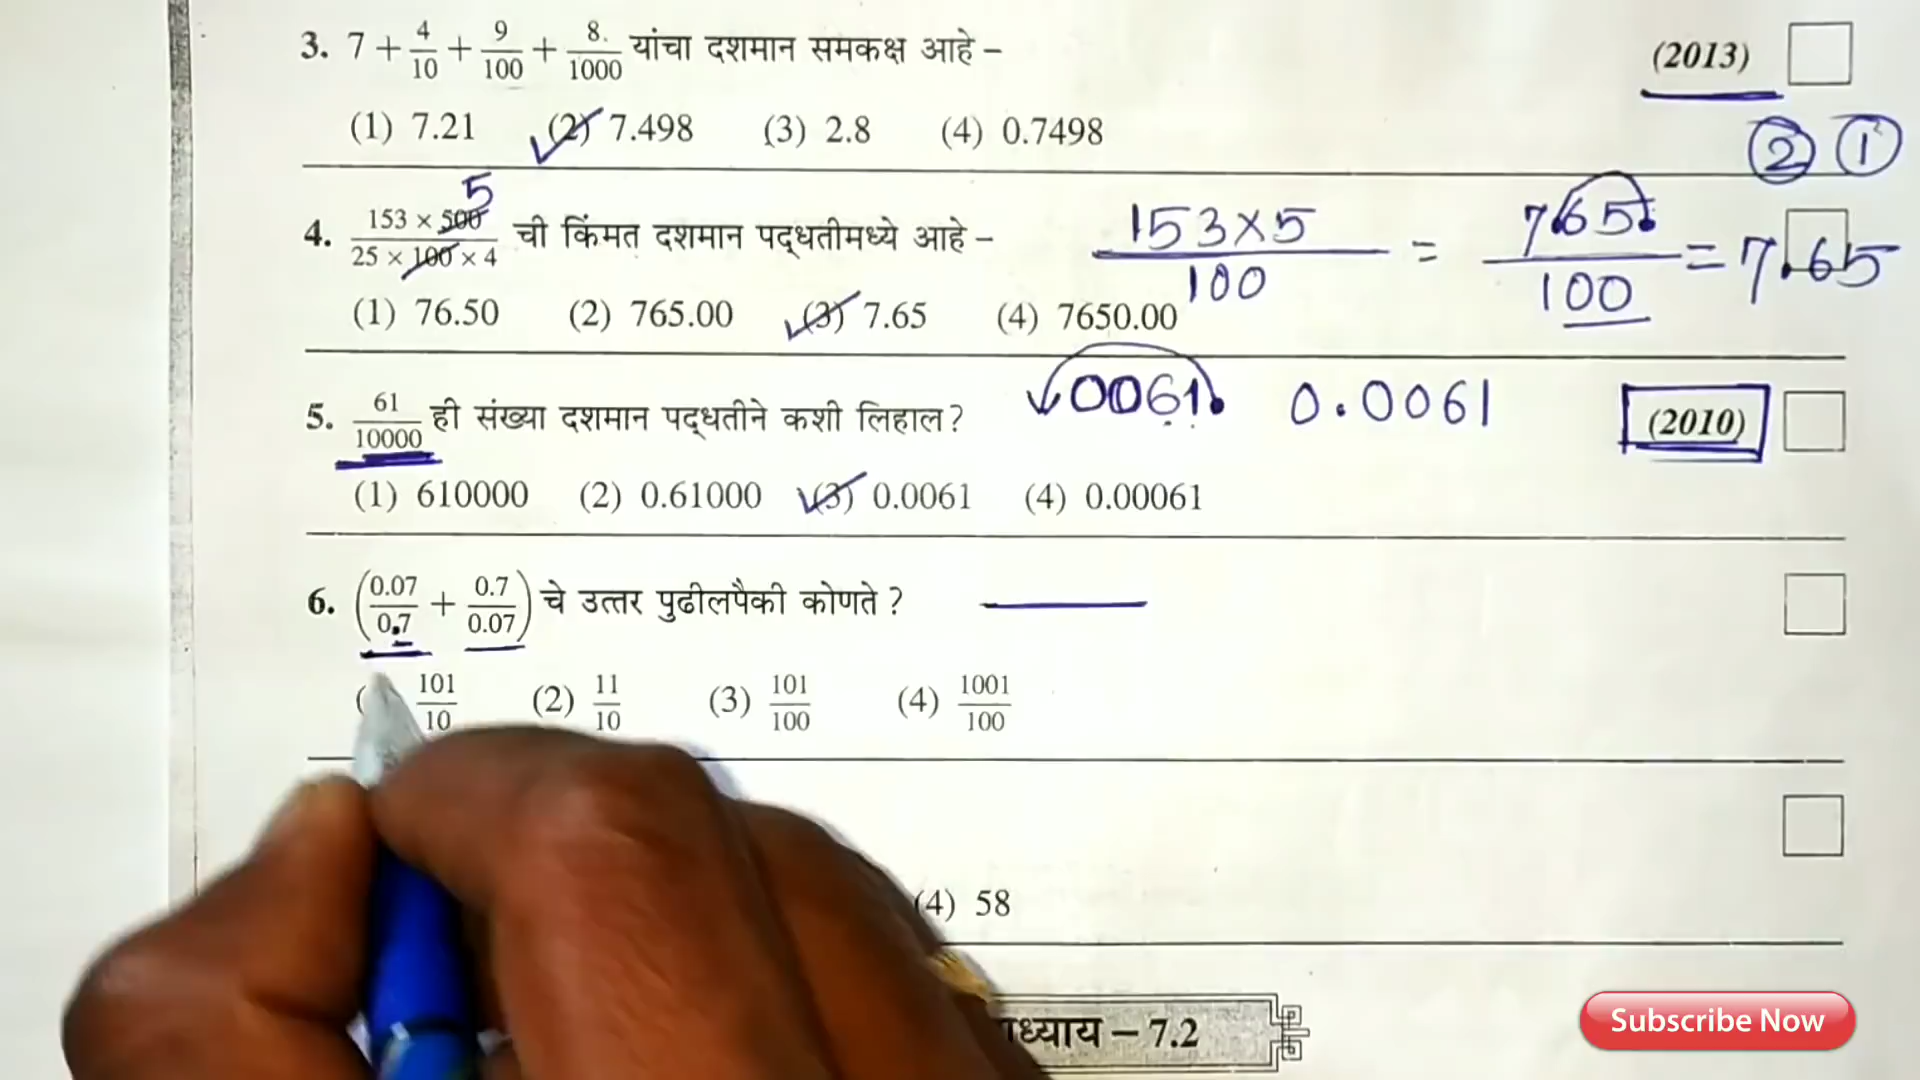 3. 7 + 4/10 + 9/100 + 8/1000 यांचा दशमान समकक्ष आहे –
(2013)
(1) 7.21 (2) 7.498 (3) 2.8 (4) 0.7498
2 1
5
4. 153 × 500 / 25 × 100 × 4 ची किंमत दशमान पद्धतीमध्ये आहे –
153×5 / 100 = 765. / 100 = 7.65
(1) 76.50 (2) 765.00 (3) 7.65 (4) 7650.00
5. 61/10000 ही संख्या दशमान पद्धतीने कशी लिहाल?
0061. 0.0061
(2010)
(1) 610000 (2) 0.61000 (3) 0.0061 (4) 0.00061
6. (0.07/0.7 + 0.7/0.07) चे उत्तर पुढीलपैकी कोणते?
101/10 (2) 11/10 (3) 101/100 (4) 1001/100
(4) 58
ध्याय – 7.2
Subscribe Now